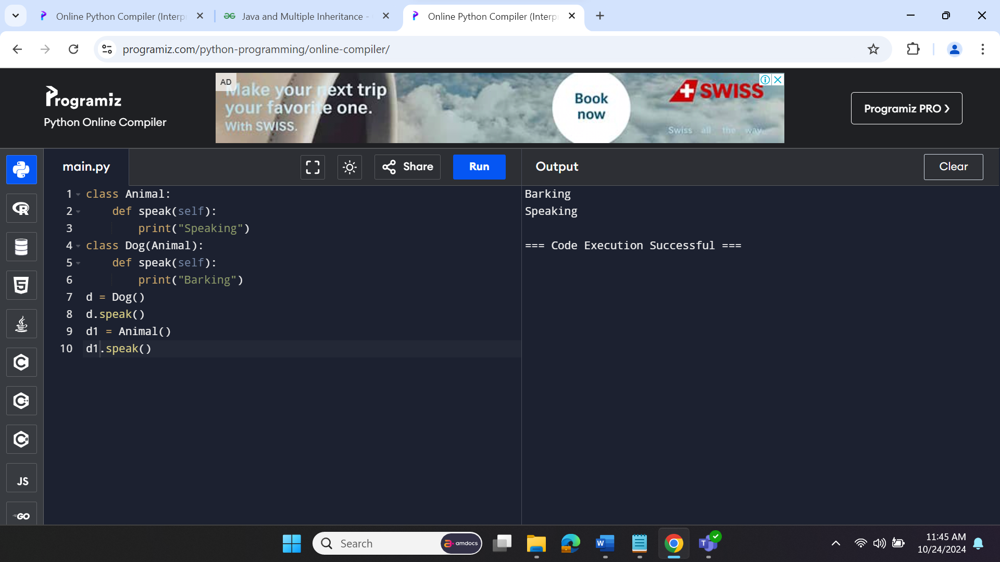 Online Python Compiler (Interp
Java and Multiple Inheritance -
Online Python Compiler (Interp
programiz.com/python-programming/online-compiler/
Programiz
Python Online Compiler
AD
Make your next trip
your favorite one.
With SWISS.
Book
now
SWISS
Swiss all the way.
Programiz PRO ❯
main.py
Share
Run
Output
Clear
1 class Animal:
2     def speak(self):
3         print("Speaking")
4 class Dog(Animal):
5     def speak(self):
6         print("Barking")
7 d = Dog()
8 d.speak()
9 d1 = Animal()
10 d1.speak()
Barking
Speaking
=== Code Execution Successful ===
R
5
C
C++
C#
JS
GO
Search
amdocs
W
T
11:45 AM
10/24/2024